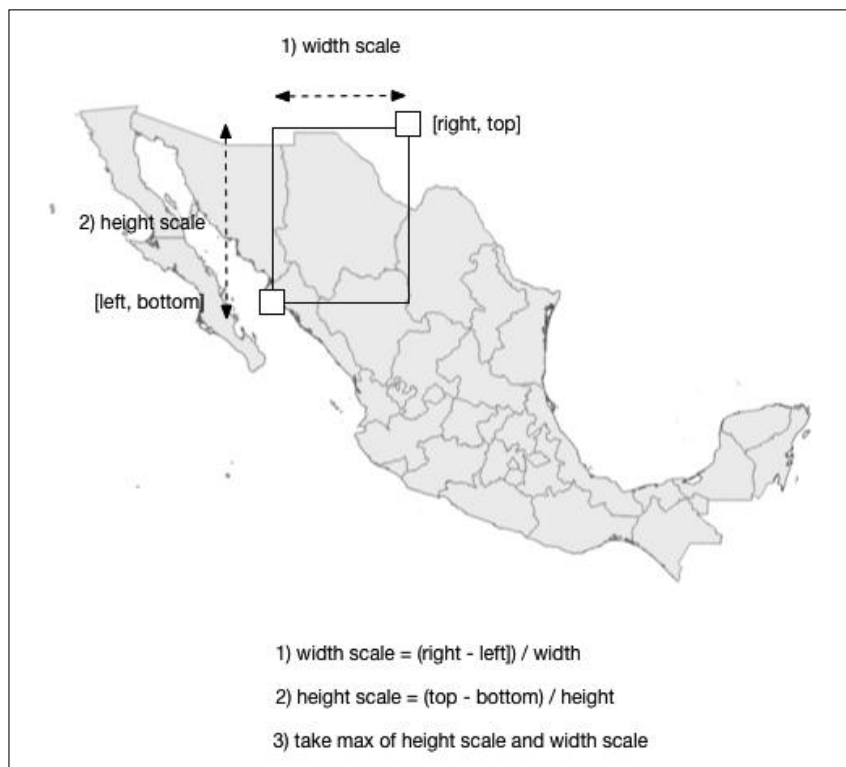 1) width scale
[right, top]
2) height scale
[left, bottom]
1) width scale = (right - left]) / width
2) height scale = (top - bottom) / height
3) take max of height scale and width scale